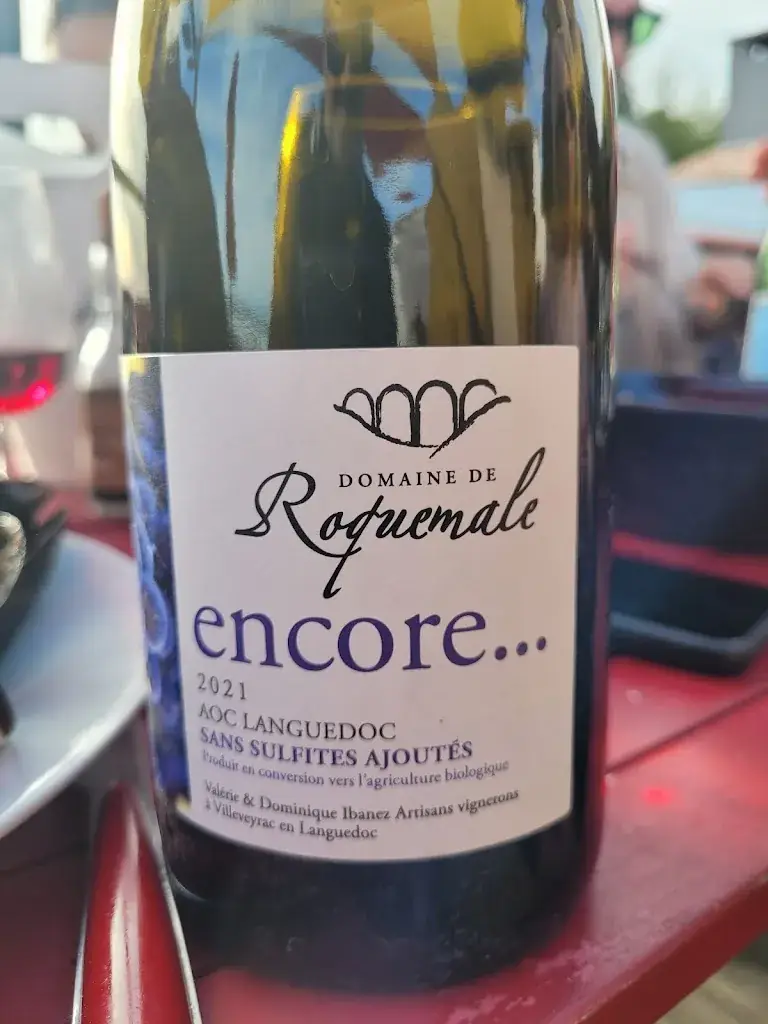 DOMAINE DE
Roquemale
encore...
2021
AOC LANGUEDOC
SANS SULFITES AJOUTÉS
Produit en conversion vers l'agriculture biologique
Valérie & Dominique Ibanez Artisans vignerons
à Villeveyrac en Languedoc